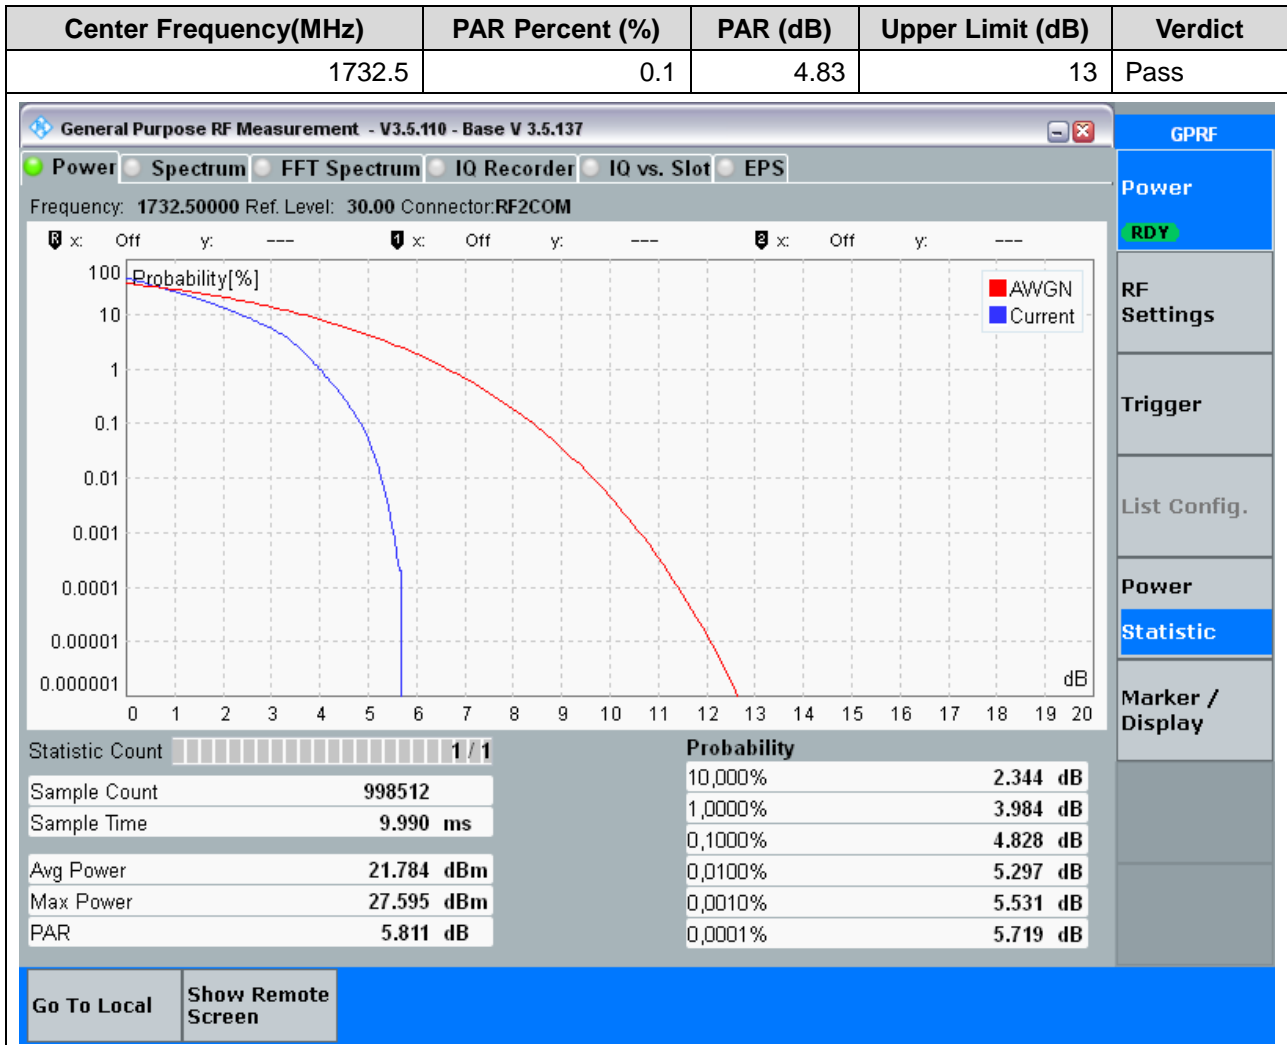 Center Frequency(MHz) PAR Percent (%) PAR (dB) Upper Limit (dB) Verdict
1732.5 0.1 4.83 13 Pass
General Purpose RF Measurement - V3.5.110 - Base V 3.5.137
GPRF
Power Spectrum FFT Spectrum IQ Recorder IQ vs. Slot EPS
Power
RDY
Frequency: 1732.50000 Ref. Level: 30.00 Connector:RF2COM
R x: Off y: --- 1 x: Off y: --- 2 x: Off y: ---
Probability[%]
AWGN
Current
100
10
1
0.1
0.01
0.001
0.0001
0.00001
0.000001
dB
0 1 2 3 4 5 6 7 8 9 10 11 12 13 14 15 16 17 18 19 20
RF
Settings
Trigger
List Config.
Power
Statistic
Marker /
Display
Statistic Count 1 / 1
Sample Count 998512
Sample Time 9.990 ms
Avg Power 21.784 dBm
Max Power 27.595 dBm
PAR 5.811 dB
Probability
10,000% 2.344 dB
1,0000% 3.984 dB
0,1000% 4.828 dB
0,0100% 5.297 dB
0,0010% 5.531 dB
0,0001% 5.719 dB
Go To Local
Show Remote
Screen